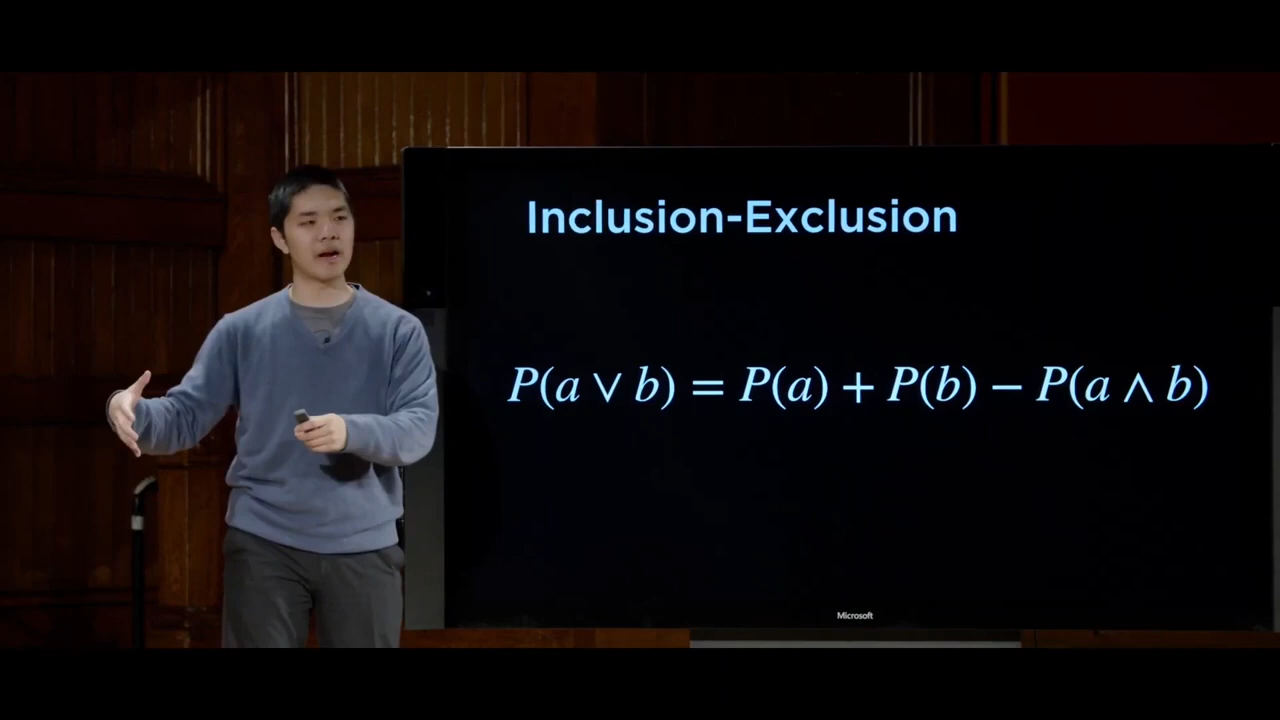 Inclusion-Exclusion
P(a ∨ b) = P(a) + P(b) − P(a ∧ b)
Microsoft